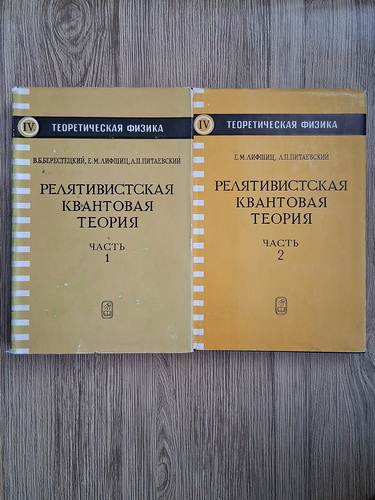 IV ТЕОРЕТИЧЕСКАЯ ФИЗИКА
В.Б.БЕРЕСТЕЦКИЙ, Е.М.ЛИФШИЦ, Л.П.ПИТАЕВСКИЙ
РЕЛЯТИВИСТСКАЯ
КВАНТОВАЯ
ТЕОРИЯ
ЧАСТЬ
1
IV ТЕОРЕТИЧЕСКАЯ ФИЗИКА
Е.М.ЛИФШИЦ, Л.П.ПИТАЕВСКИЙ
РЕЛЯТИВИСТСКАЯ
КВАНТОВАЯ
ТЕОРИЯ
ЧАСТЬ
2